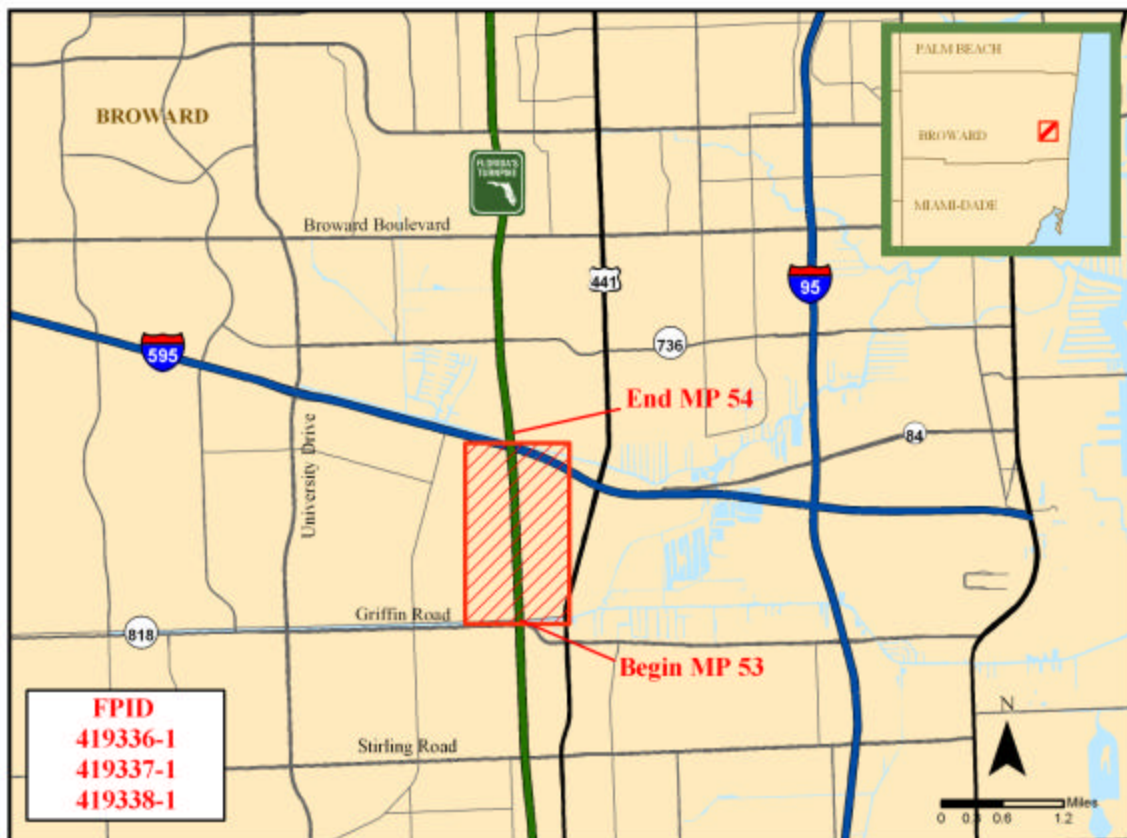 PALM BEACH
BROWARD
MIAMI-DADE
BROWARD
FLORIDA'S
TURNPIKE
Broward Boulevard
441
95
736
595
End MP 54
84
University Drive
Griffin Road
818
Begin MP 53
FPID
419336-1
419337-1
419338-1
Stirling Road
N
Miles
0 0.3 0.6 1.2